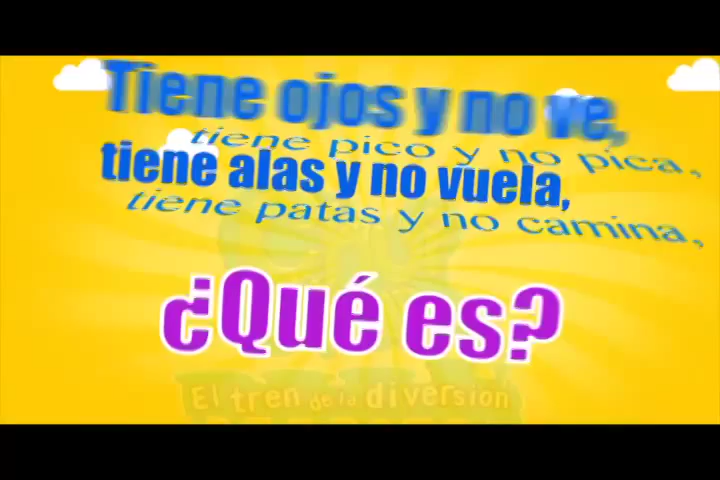 Tiene ojos y no ve,
tiene pico y no pica,
tiene alas y no vuela,
tiene patas y no camina,
¿Qué es?
El tren de la diversión